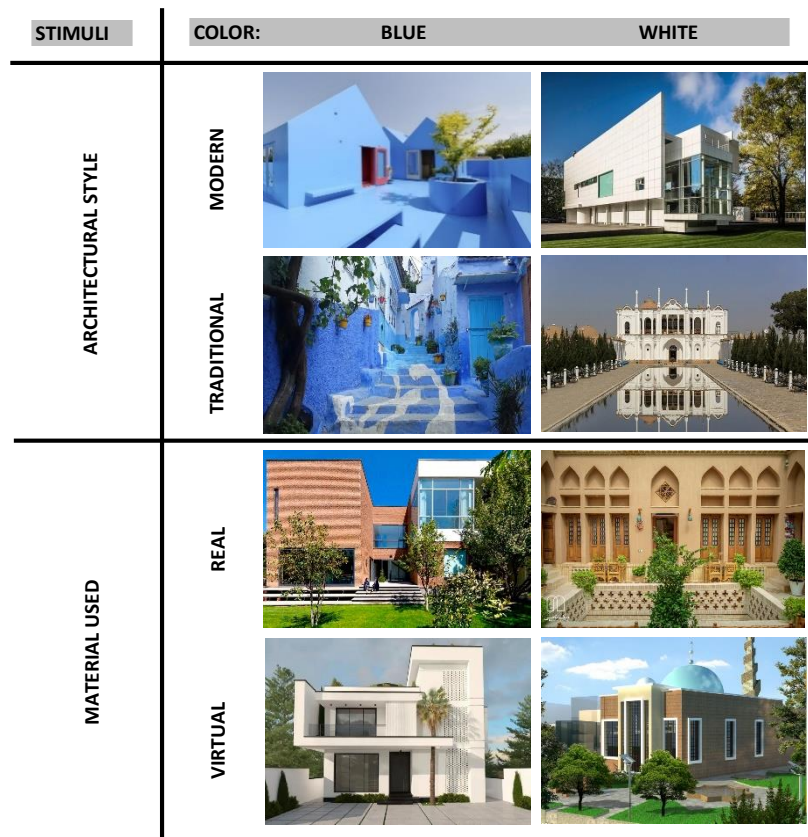 STIMULI COLOR: BLUE WHITE
ARCHITECTURAL STYLE
MODERN
TRADITIONAL
MATERIAL USED
REAL
VIRTUAL